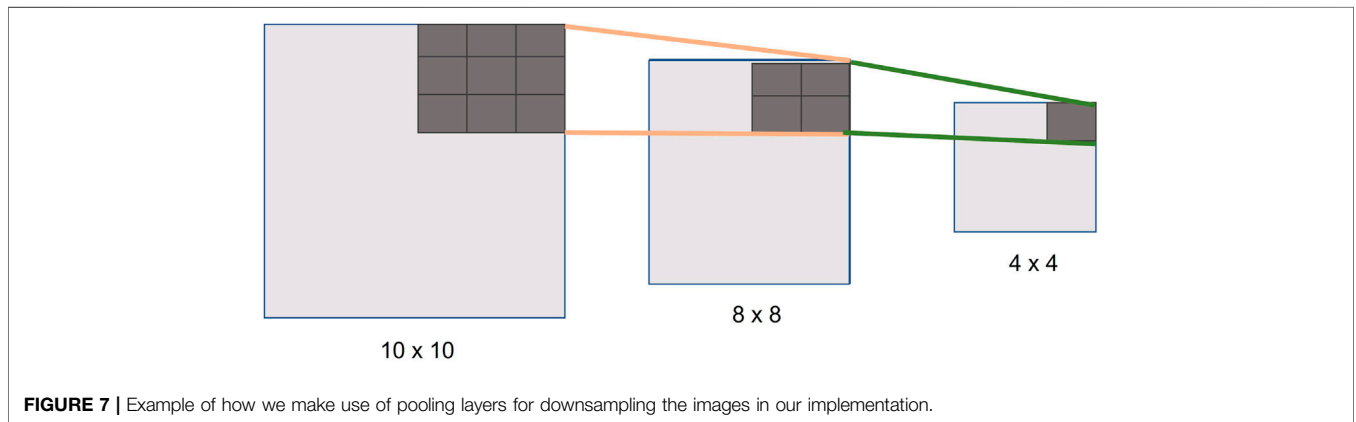 10 x 10
8 x 8
4 x 4
FIGURE 7 | Example of how we make use of pooling layers for downsampling the images in our implementation.